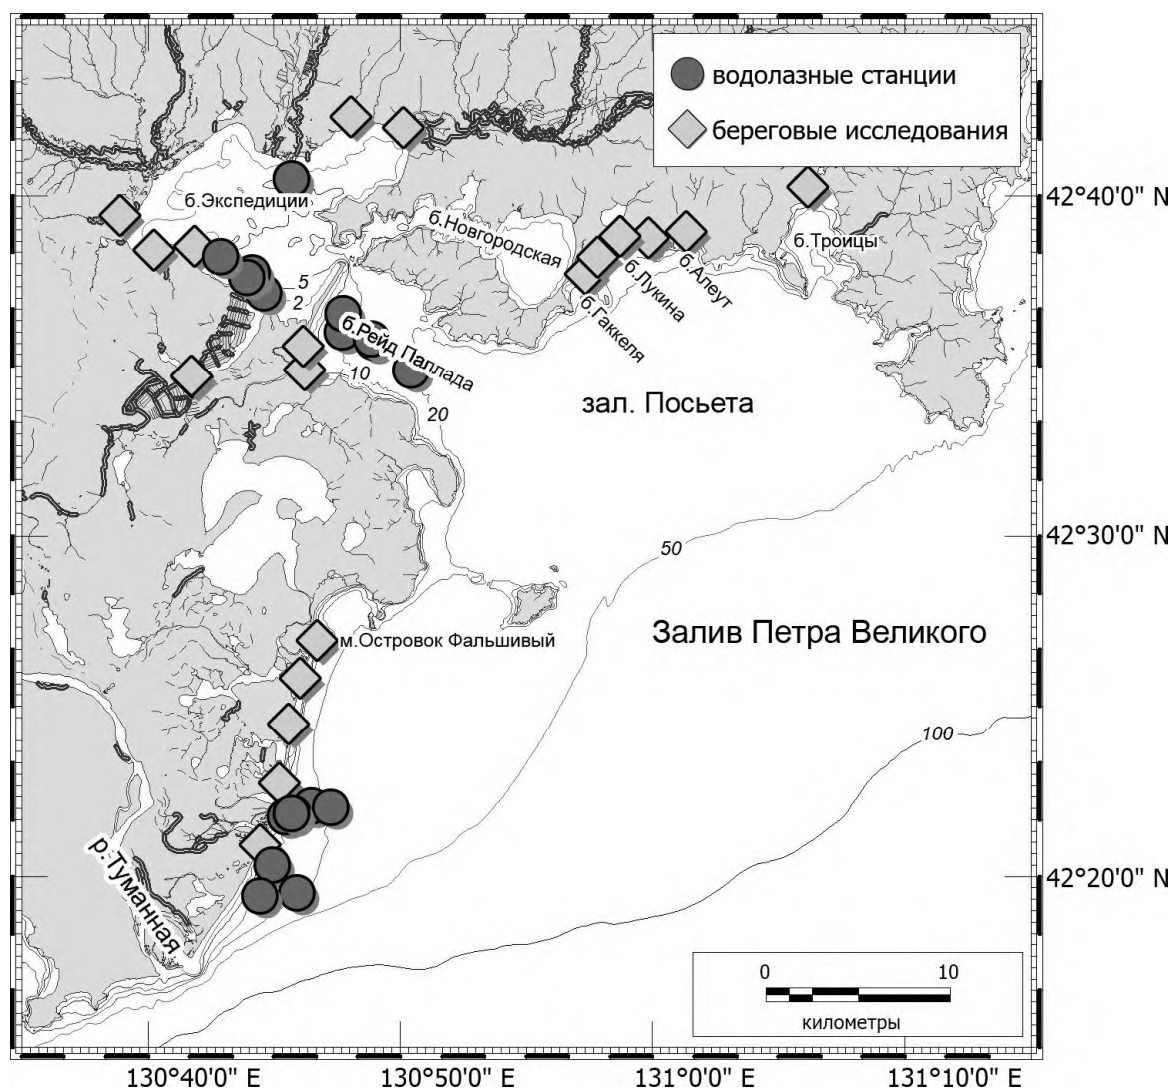 водолазные станции
береговые исследования
42°40'0" N
б.Экспедиции
б.Новгородская
б.Троицы
б.Алеут
б.Лукина
б.Гаккеля
5
2
б.Рейд Паллада
10
20
зал. Посьета
50
42°30'0" N
Залив Петра Великого
м.Островок Фальшивый
100
р.Туманная
42°20'0" N
0 10
километры
130°40'0" E 130°50'0" E 131°0'0" E 131°10'0" E